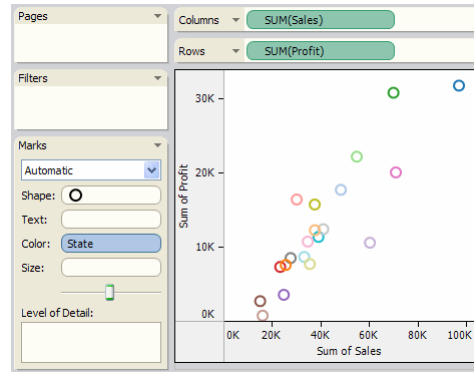 Pages
Columns SUM(Sales)
Rows SUM(Profit)
Filters
Marks
Automatic
Shape:
Text:
Color: State
Size:
Level of Detail:
30K
20K
10K
0K
Sum of Profit
0K 20K 40K 60K 80K 100K
Sum of Sales